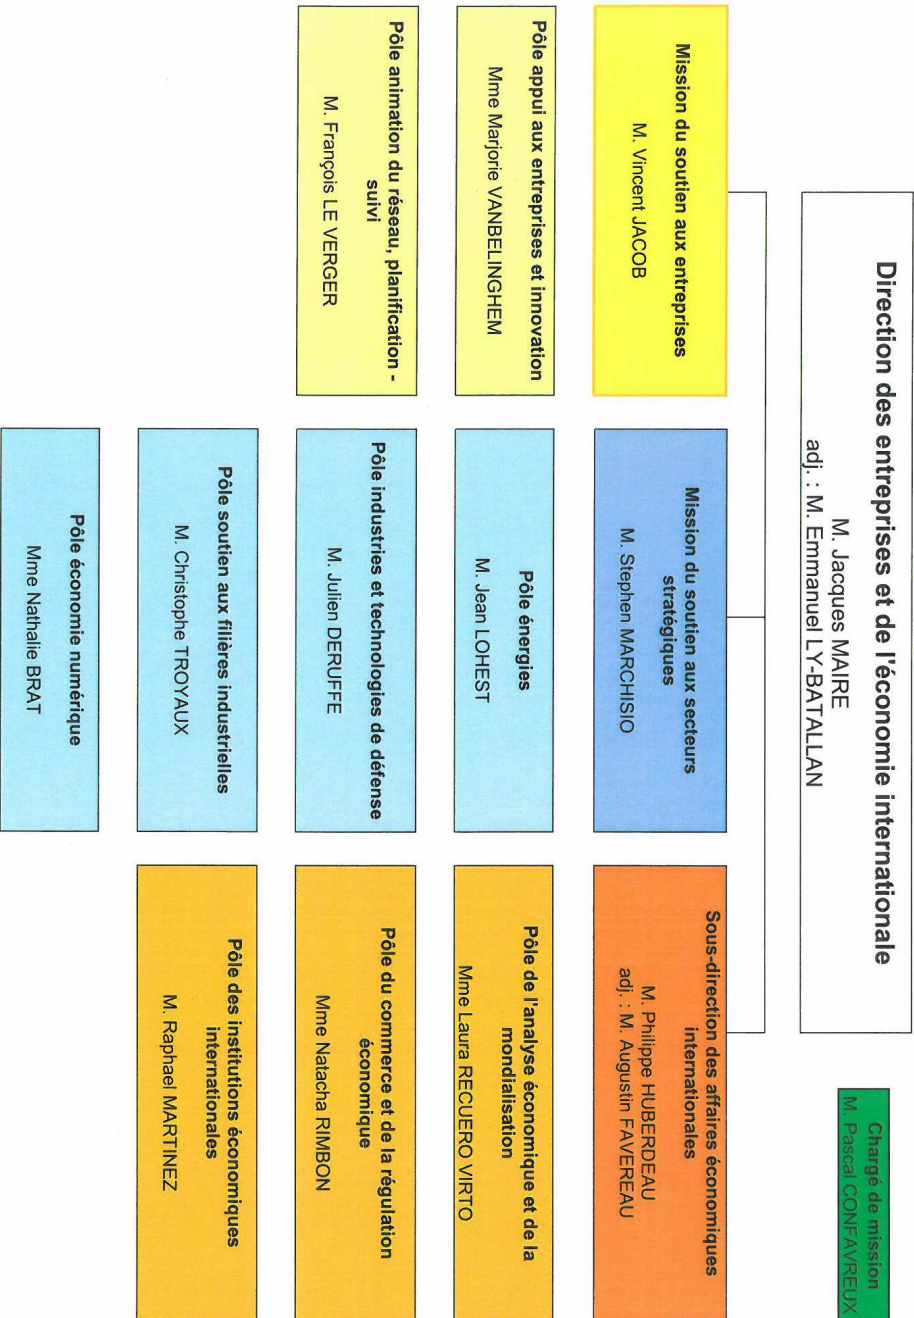 Direction des entreprises et de l'économie internationale
M. Jacques MAIRE
adj. : M. Emmanuel LY-BATALLAN
Chargé de mission
M. Pascal CONFAVREUX
Mission du soutien aux entreprises
M. Vincent JACOB
Pôle appui aux entreprises et innovation
Mme Marjorie VANBELINGHEM
Pôle animation du réseau, planification -
suivi
M. François LE VERGER
Mission du soutien aux secteurs
stratégiques
M. Stephen MARCHISIO
Pôle énergies
M. Jean LOHEST
Pôle industries et technologies de défense
M. Julien DERUFFE
Pôle soutien aux filières industrielles
M. Christophe TROYAUX
Pôle économie numérique
Mme Nathalie BRAT
Sous-direction des affaires économiques
internationales
M. Philippe HUBERDEAU
adj. : M. Augustin FAVEREAU
Pôle de l'analyse économique et de la
mondialisation
Mme Laura RECUERO VIRTO
Pôle du commerce et de la régulation
économique
Mme Natacha RIMBON
Pôle des institutions économiques
internationales
M. Raphael MARTINEZ